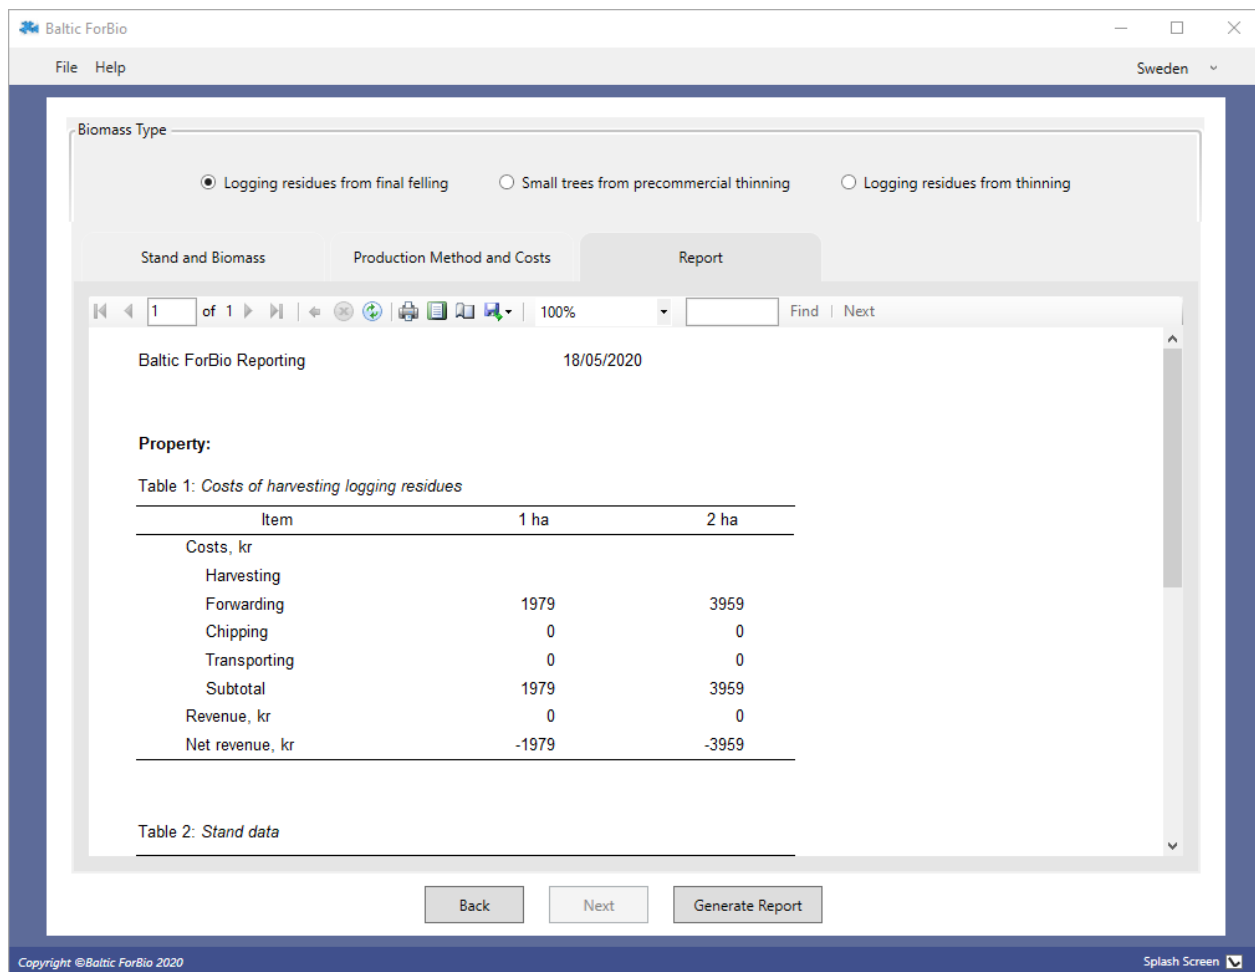 Baltic ForBio
File Help Sweden
Biomass Type
Logging residues from final felling Small trees from precommercial thinning Logging residues from thinning
Stand and Biomass Production Method and Costs Report
1 of 1 100% Find | Next
Baltic ForBio Reporting 18/05/2020
Property:
Table 1: Costs of harvesting logging residues
Item 1 ha 2 ha
Costs, kr
Harvesting
Forwarding 1979 3959
Chipping 0 0
Transporting 0 0
Subtotal 1979 3959
Revenue, kr 0 0
Net revenue, kr -1979 -3959
Table 2: Stand data
Back Next Generate Report
Copyright ©Baltic ForBio 2020 Splash Screen